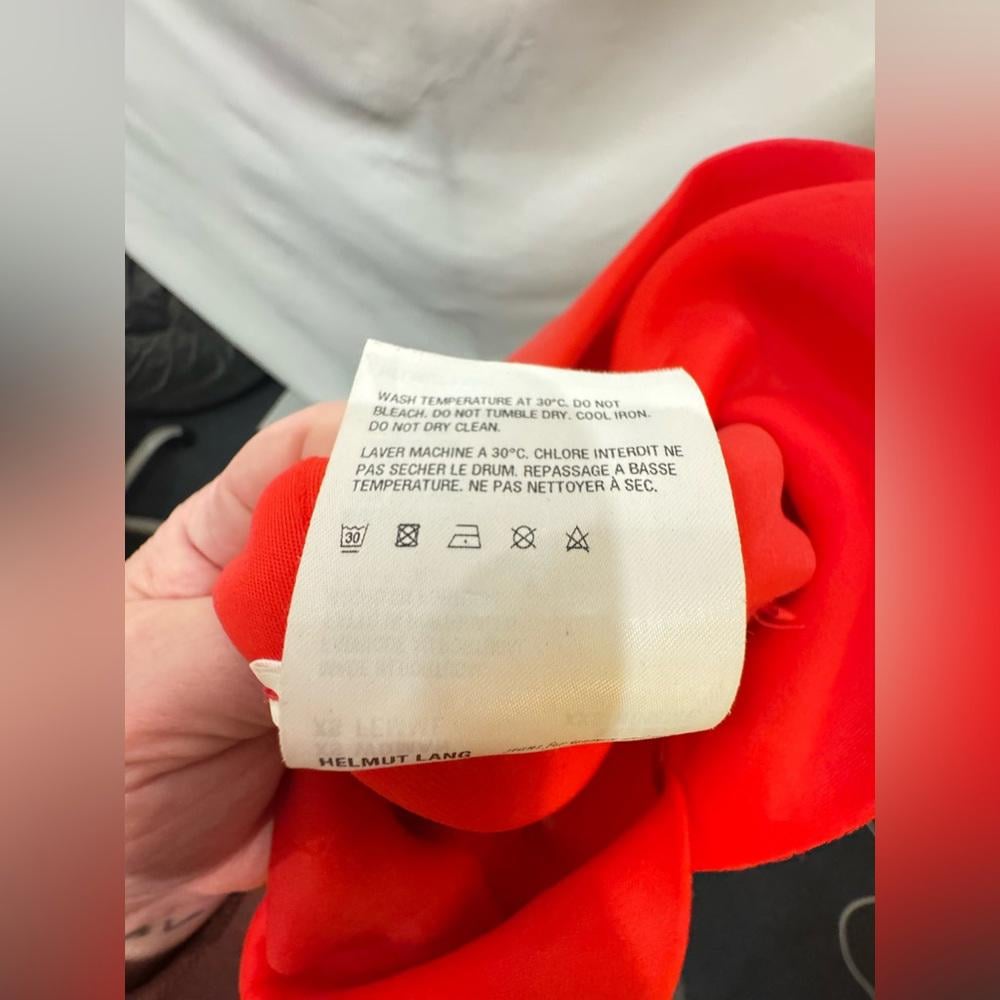 WASH TEMPERATURE AT 30°C. DO NOT
BLEACH. DO NOT TUMBLE DRY. COOL IRON.
DO NOT DRY CLEAN.
LAVER MACHINE A 30°C. CHLORE INTERDIT NE
PAS SECHER LE DRUM. REPASSAGE A BASSE
TEMPERATURE. NE PAS NETTOYER À SEC.
30
HELMUT LANG